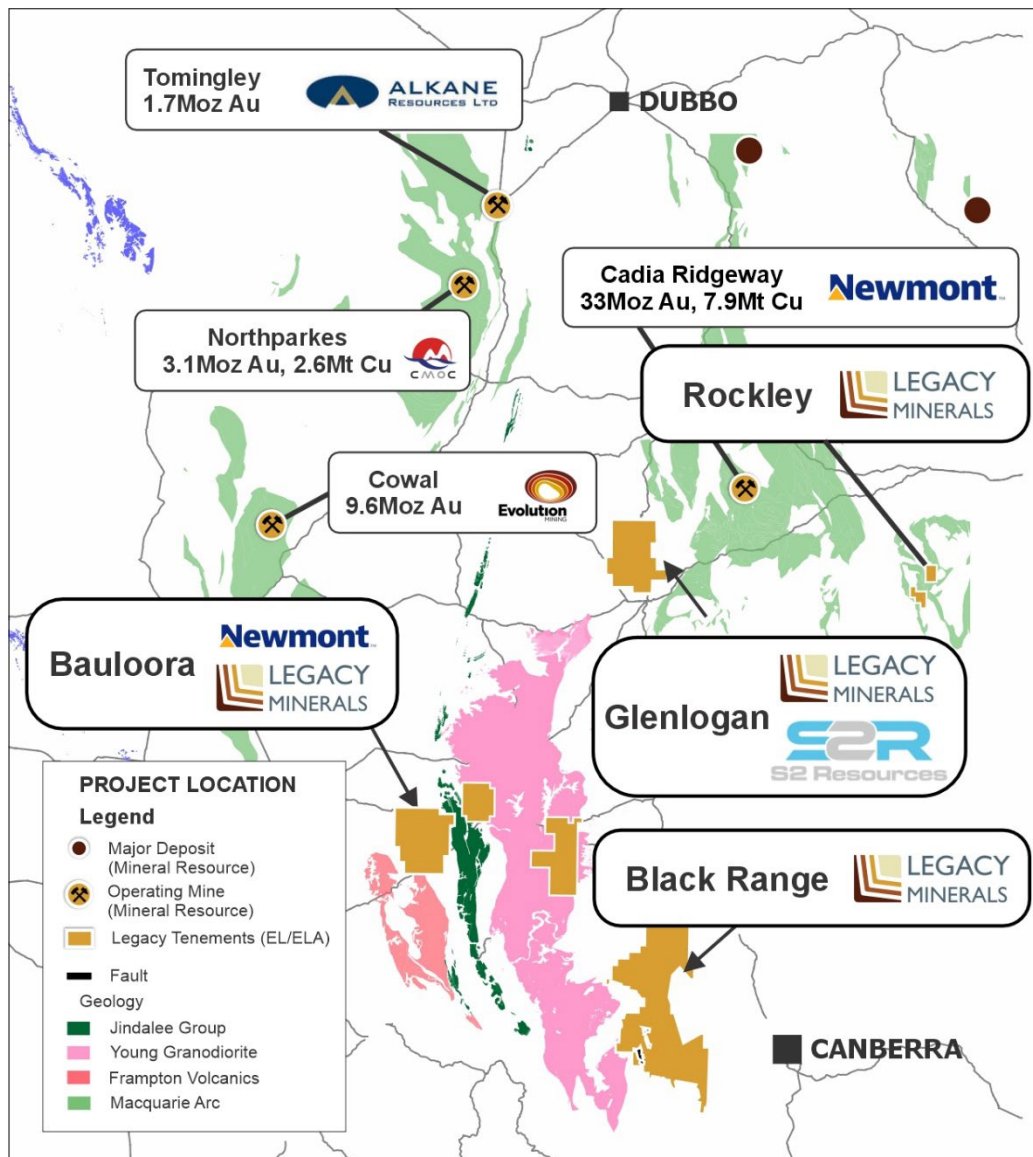 Tomingley
1.7Moz Au
ALKANE
RESOURCES LTD
DUBBO
Cadia Ridgeway
33Moz Au, 7.9Mt Cu
Newmont™
Northparkes
3.1Moz Au, 2.6Mt Cu
CMOC
Rockley
LEGACY
MINERALS
Cowal
9.6Moz Au
Evolution
MINING
Bauloora
Newmont™
LEGACY
MINERALS
Glenlogan
LEGACY
MINERALS
S2R
S2 Resources
PROJECT LOCATION
Legend
Major Deposit
(Mineral Resource)
Operating Mine
(Mineral Resource)
Legacy Tenements (EL/ELA)
Fault
Geology
Jindalee Group
Young Granodiorite
Frampton Volcanics
Macquarie Arc
Black Range
LEGACY
MINERALS
CANBERRA